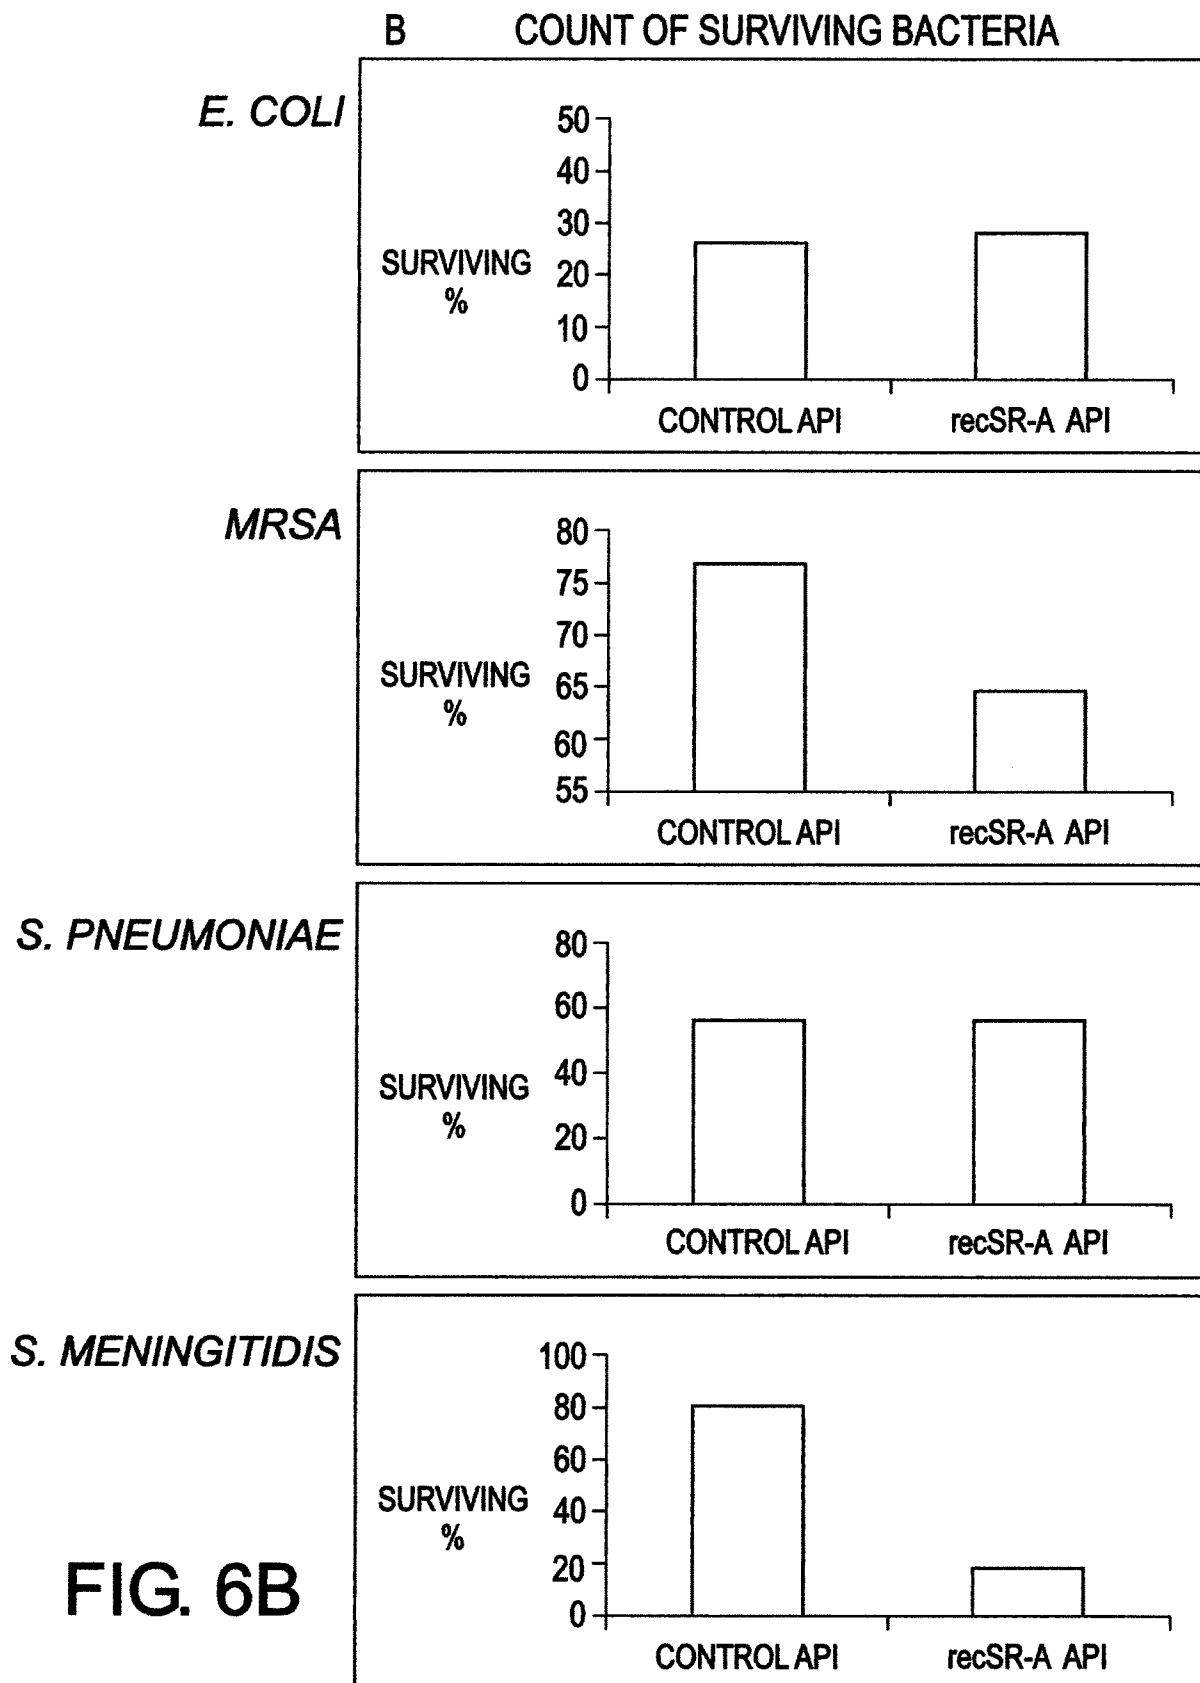 B COUNT OF SURVIVING BACTERIA
E. COLI
SURVIVING
%
50
40
30
20
10
0
CONTROL API recSR-A API
MRSA
SURVIVING
%
80
75
70
65
60
55
CONTROL API recSR-A API
S. PNEUMONIAE
SURVIVING
%
80
60
40
20
0
CONTROL API recSR-A API
S. MENINGITIDIS
SURVIVING
%
100
80
60
40
20
0
CONTROL API recSR-A API
FIG. 6B